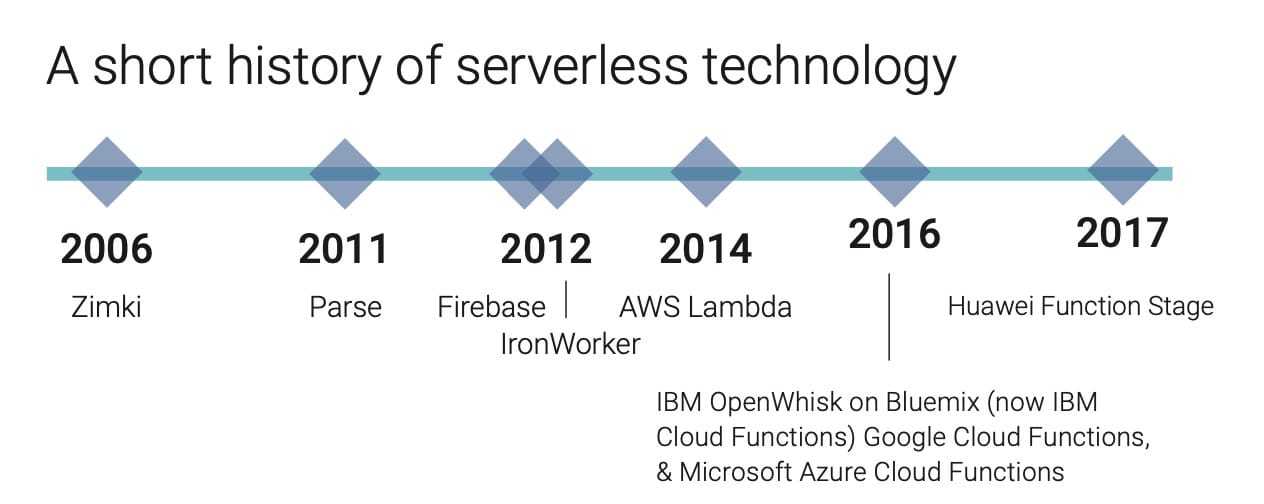 A short history of serverless technology
2006
2011
2012
2014
2016
2017
Zimki
Parse
Firebase
AWS Lambda
Huawei Function Stage
IronWorker
IBM OpenWhisk on Bluemix (now IBM
Cloud Functions) Google Cloud Functions,
& Microsoft Azure Cloud Functions